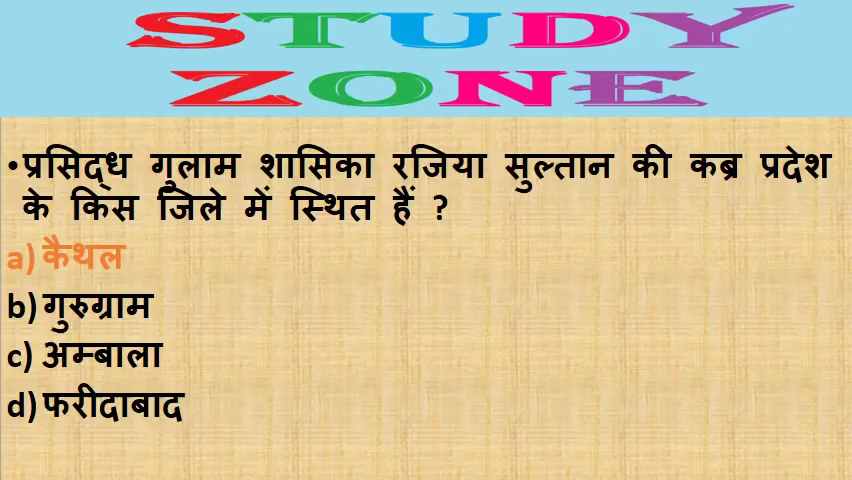 STUDY
ZONE
•प्रसिद्ध गुलाम शासिका रजिया सुल्तान की कब्र प्रदेश
के किस जिले में स्थित हैं ?
a) कैथल
b) गुरुग्राम
c) अम्बाला
d) फरीदाबाद